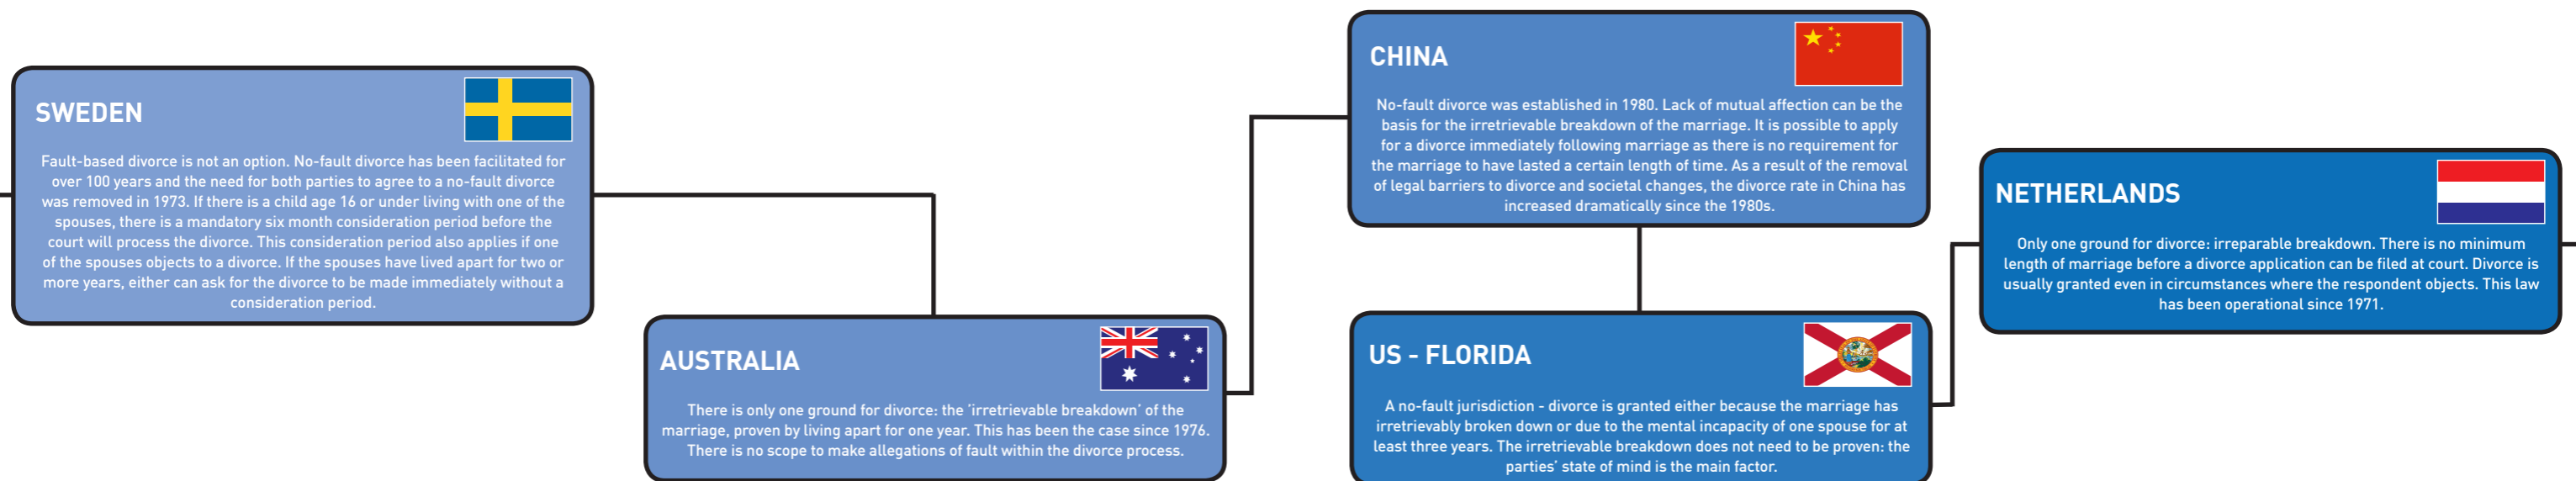 SWEDEN
Fault-based divorce is not an option. No-fault divorce has been facilitated for
over 100 years and the need for both parties to agree to a no-fault divorce
was removed in 1973. If there is a child age 16 or under living with one of the
spouses, there is a mandatory six month consideration period before the
court will process the divorce. This consideration period also applies if one
of the spouses objects to a divorce. If the spouses have lived apart for two or
more years, either can ask for the divorce to be made immediately without a
consideration period.
AUSTRALIA
There is only one ground for divorce: the 'irretrievable breakdown' of the
marriage, proven by living apart for one year. This has been the case since 1976.
There is no scope to make allegations of fault within the divorce process.
CHINA
No-fault divorce was established in 1980. Lack of mutual affection can be the
basis for the irretrievable breakdown of the marriage. It is possible to apply
for a divorce immediately following marriage as there is no requirement for
the marriage to have lasted a certain length of time. As a result of the removal
of legal barriers to divorce and societal changes, the divorce rate in China has
increased dramatically since the 1980s.
US - FLORIDA
A no-fault jurisdiction - divorce is granted either because the marriage has
irretrievably broken down or due to the mental incapacity of one spouse for at
least three years. The irretrievable breakdown does not need to be proven: the
parties' state of mind is the main factor.
NETHERLANDS
Only one ground for divorce: irreparable breakdown. There is no minimum
length of marriage before a divorce application can be filed at court. Divorce is
usually granted even in circumstances where the respondent objects. This law
has been operational since 1971.